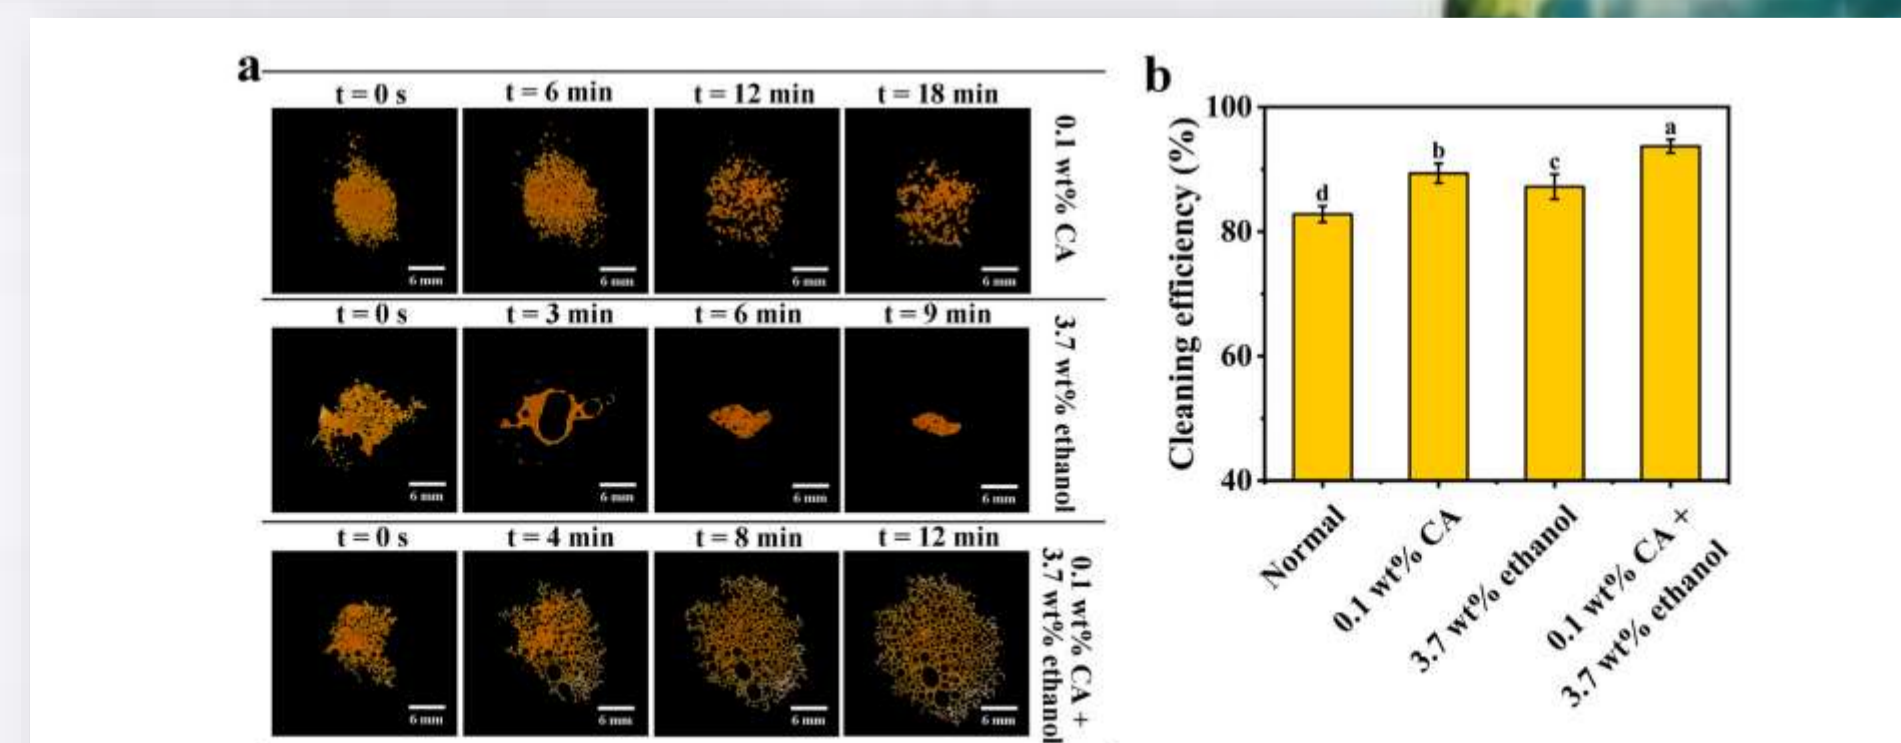 a
t = 0 s
t = 6 min
t = 12 min
t = 18 min
6 mm
6 mm
6 mm
6 mm
0.1 wt% CA
t = 0 s
t = 3 min
t = 6 min
t = 9 min
6 mm
6 mm
6 mm
6 mm
3.7 wt% ethanol
t = 0 s
t = 4 min
t = 8 min
t = 12 min
6 mm
6 mm
6 mm
6 mm
0.1 wt% CA +
3.7 wt% ethanol
b
Cleaning efficiency (%)
100
80
60
40
d
b
c
a
Normal
0.1 wt% CA
3.7 wt% ethanol
0.1 wt% CA +
3.7 wt% ethanol